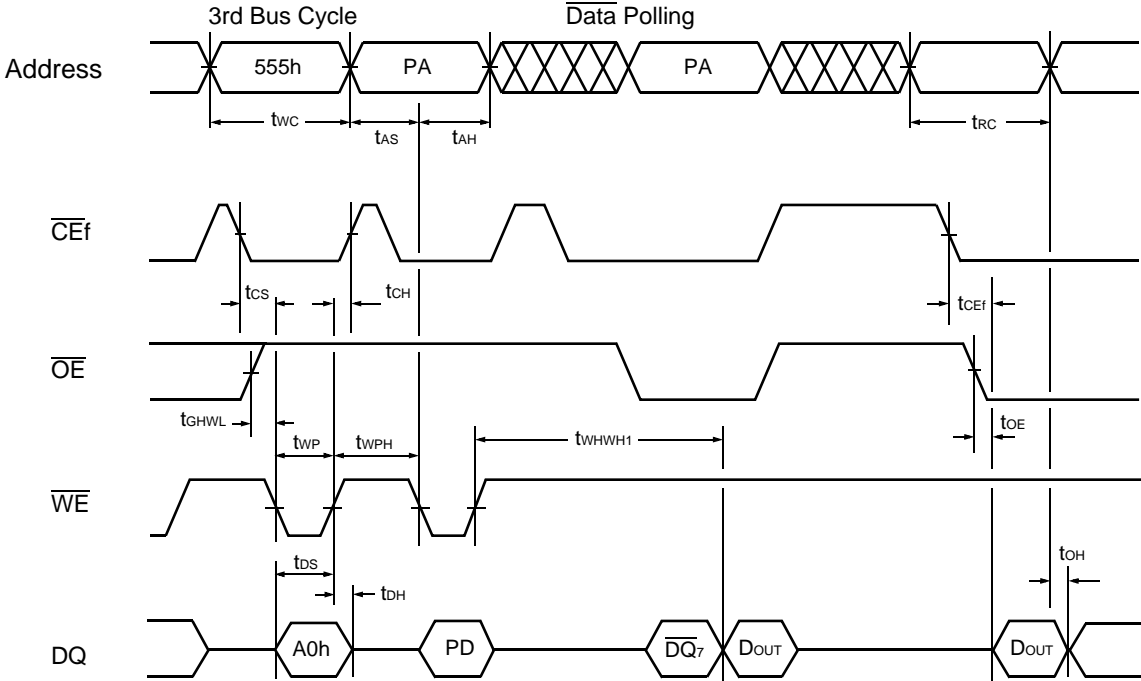 3rd Bus Cycle Data Polling
Address 555h PA PA
tWC tAS tAH tRC
CEf
tCS tCH tCEf
OE
tGHWL tWP tWPH tWHWH1 tOE
WE
tDS tDH tOH
DQ A0h PD DQ7 DOUT DOUT